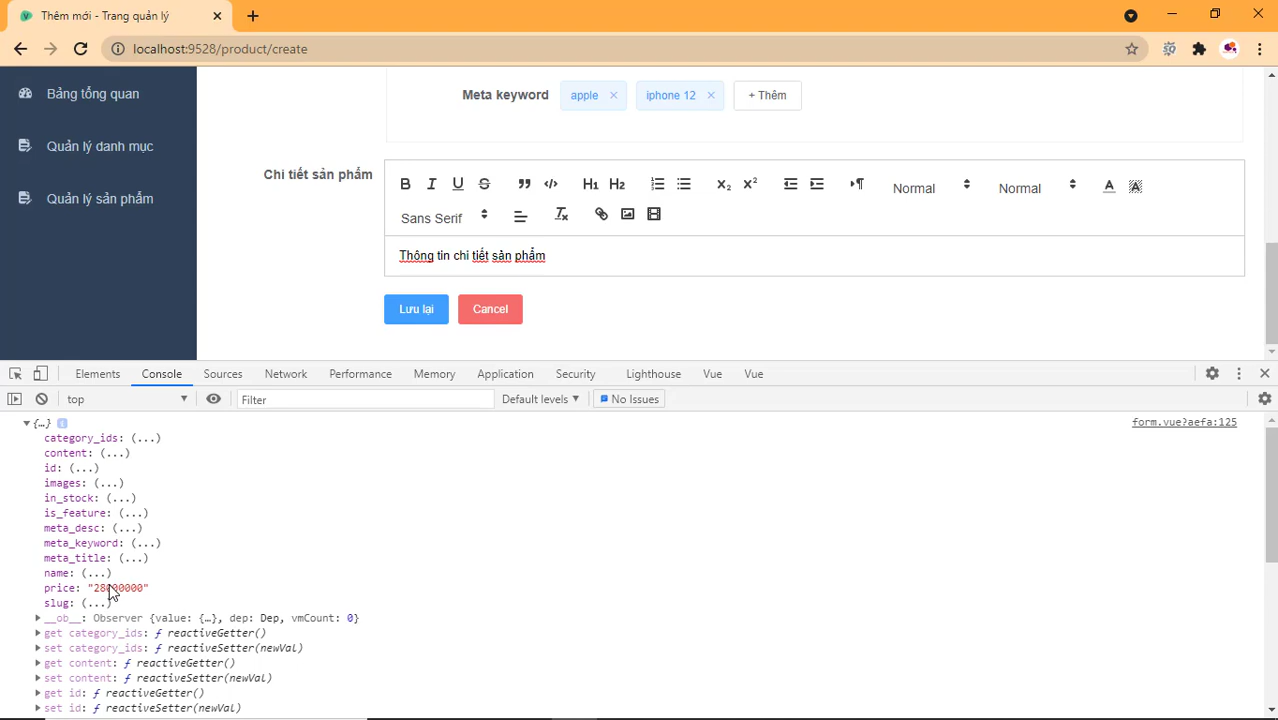 Thêm mới - Trang quản lý
localhost:9528/product/create
Bảng tổng quan
Quản lý danh mục
Quản lý sản phẩm
Meta keyword
apple
iphone 12
+ Thêm
Chi tiết sản phẩm
B I U S H1 H2 X2 X2 Normal Normal A A
Sans Serif
Thông tin chi tiết sản phẩm
Lưu lại
Cancel
Elements Console Sources Network Performance Memory Application Security Lighthouse Vue Vue
top Filter Default levels No Issues
{…} i form.vue?aefa:125
category_ids: (...)
content: (...)
id: (...)
images: (...)
in_stock: (...)
is_feature: (...)
meta_desc: (...)
meta_keyword: (...)
meta_title: (...)
name: (...)
price: "28000000"
slug: (...)
__ob__: Observer {value: {…}, dep: Dep, vmCount: 0}
get category_ids: ƒ reactiveGetter()
set category_ids: ƒ reactiveSetter(newVal)
get content: ƒ reactiveGetter()
set content: ƒ reactiveSetter(newVal)
get id: ƒ reactiveGetter()
set id: ƒ reactiveSetter(newVal)